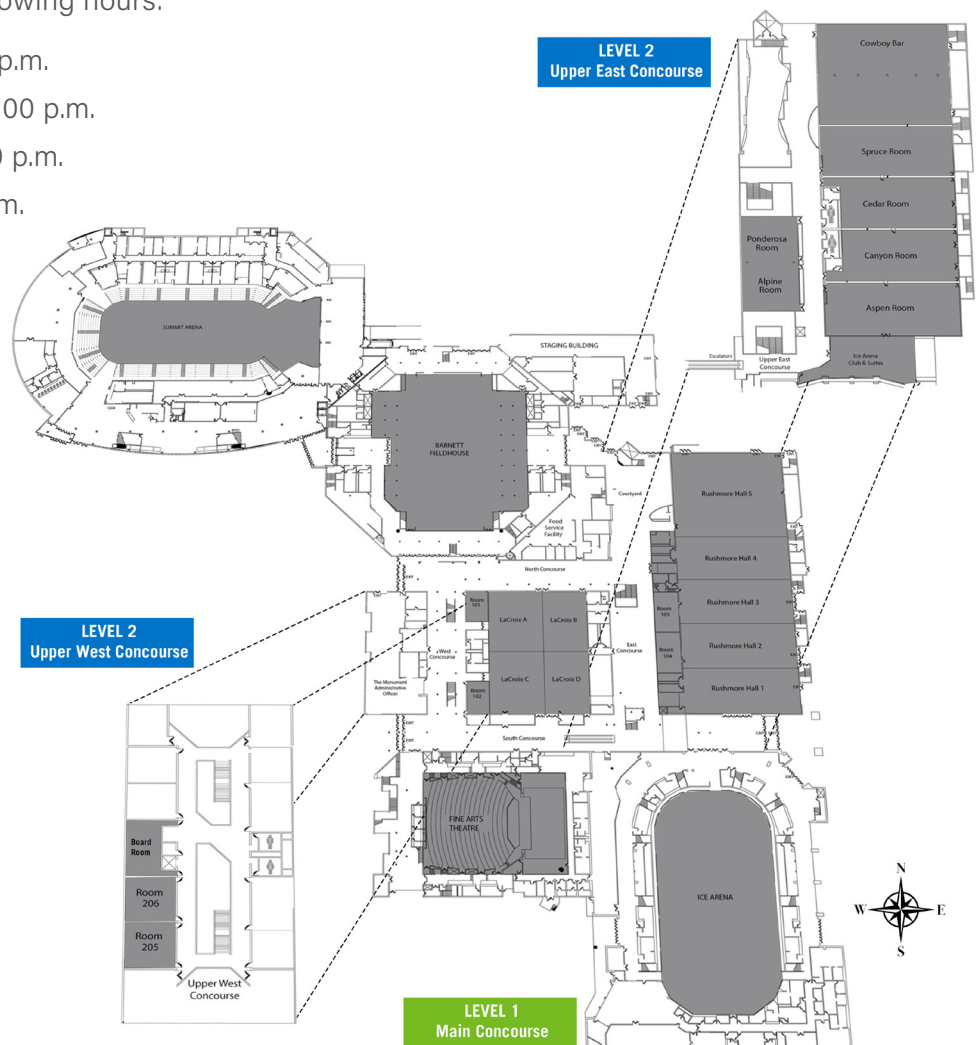 owing hours:
p.m.
00 p.m.
p.m.
m.
LEVEL 2
Upper East Concourse
Cowboy Bar
Spruce Room
Cedar Room
Ponderosa
Room
Canyon Room
Alpine
Room
Aspen Room
SUMMIT ARENA
STAGING BUILDING
Escalators
Upper East
Concourse
Ice Arena
Club & Suites
BARNETT
FIELDHOUSE
Courtyard
Rushmore Hall 5
Food
Service
Facility
Rushmore Hall 4
North Concourse
Room
101
Rushmore Hall 3
Room
105
LaCroix A
LaCroix B
LEVEL 2
Upper West Concourse
West
Concourse
East
Concourse
Room
104
Rushmore Hall 2
The Monument
Administrative
Offices
LaCroix C
LaCroix D
Room
102
Rushmore Hall 1
South Concourse
FINE ARTS
THEATRE
Board
Room
Room
206
Room
205
ICE ARENA
N
W
E
S
Upper West
Concourse
LEVEL 1
Main Concourse